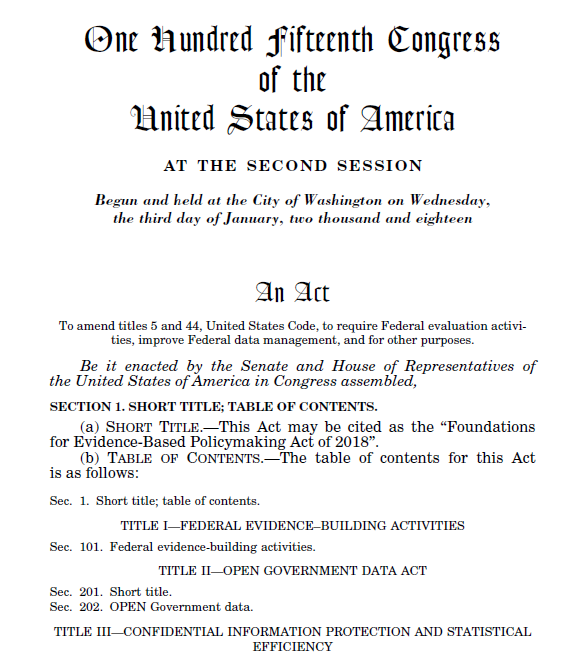 One Hundred Fifteenth Congress
of the
United States of America
AT THE SECOND SESSION
Begun and held at the City of Washington on Wednesday,
the third day of January, two thousand and eighteen
An Act
To amend titles 5 and 44, United States Code, to require Federal evaluation activi-
ties, improve Federal data management, and for other purposes.
Be it enacted by the Senate and House of Representatives of
the United States of America in Congress assembled,
SECTION 1. SHORT TITLE; TABLE OF CONTENTS.
(a) SHORT TITLE.—This Act may be cited as the “Foundations
for Evidence-Based Policymaking Act of 2018”.
(b) TABLE OF CONTENTS.—The table of contents for this Act
is as follows:
Sec. 1. Short title; table of contents.
TITLE I—FEDERAL EVIDENCE–BUILDING ACTIVITIES
Sec. 101. Federal evidence-building activities.
TITLE II—OPEN GOVERNMENT DATA ACT
Sec. 201. Short title.
Sec. 202. OPEN Government data.
TITLE III—CONFIDENTIAL INFORMATION PROTECTION AND STATISTICAL
EFFICIENCY